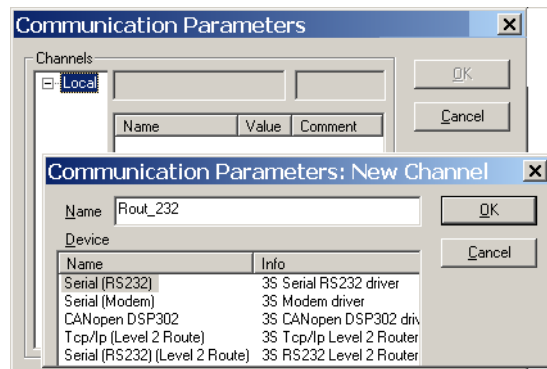 Communication Parameters
Channels
Local
OK
Cancel
Name Value Comment
Communication Parameters: New Channel
Name Rout_232
OK
Device
Cancel
Name Info
Serial (RS232) 3S Serial RS232 driver
Serial (Modem) 3S Modem driver
CANopen DSP302 3S CANopen DSP302 driv
Tcp/Ip (Level 2 Route) 3S Tcp/Ip Level 2 Router
Serial (RS232) (Level 2 Route) 3S RS232 Level 2 Router